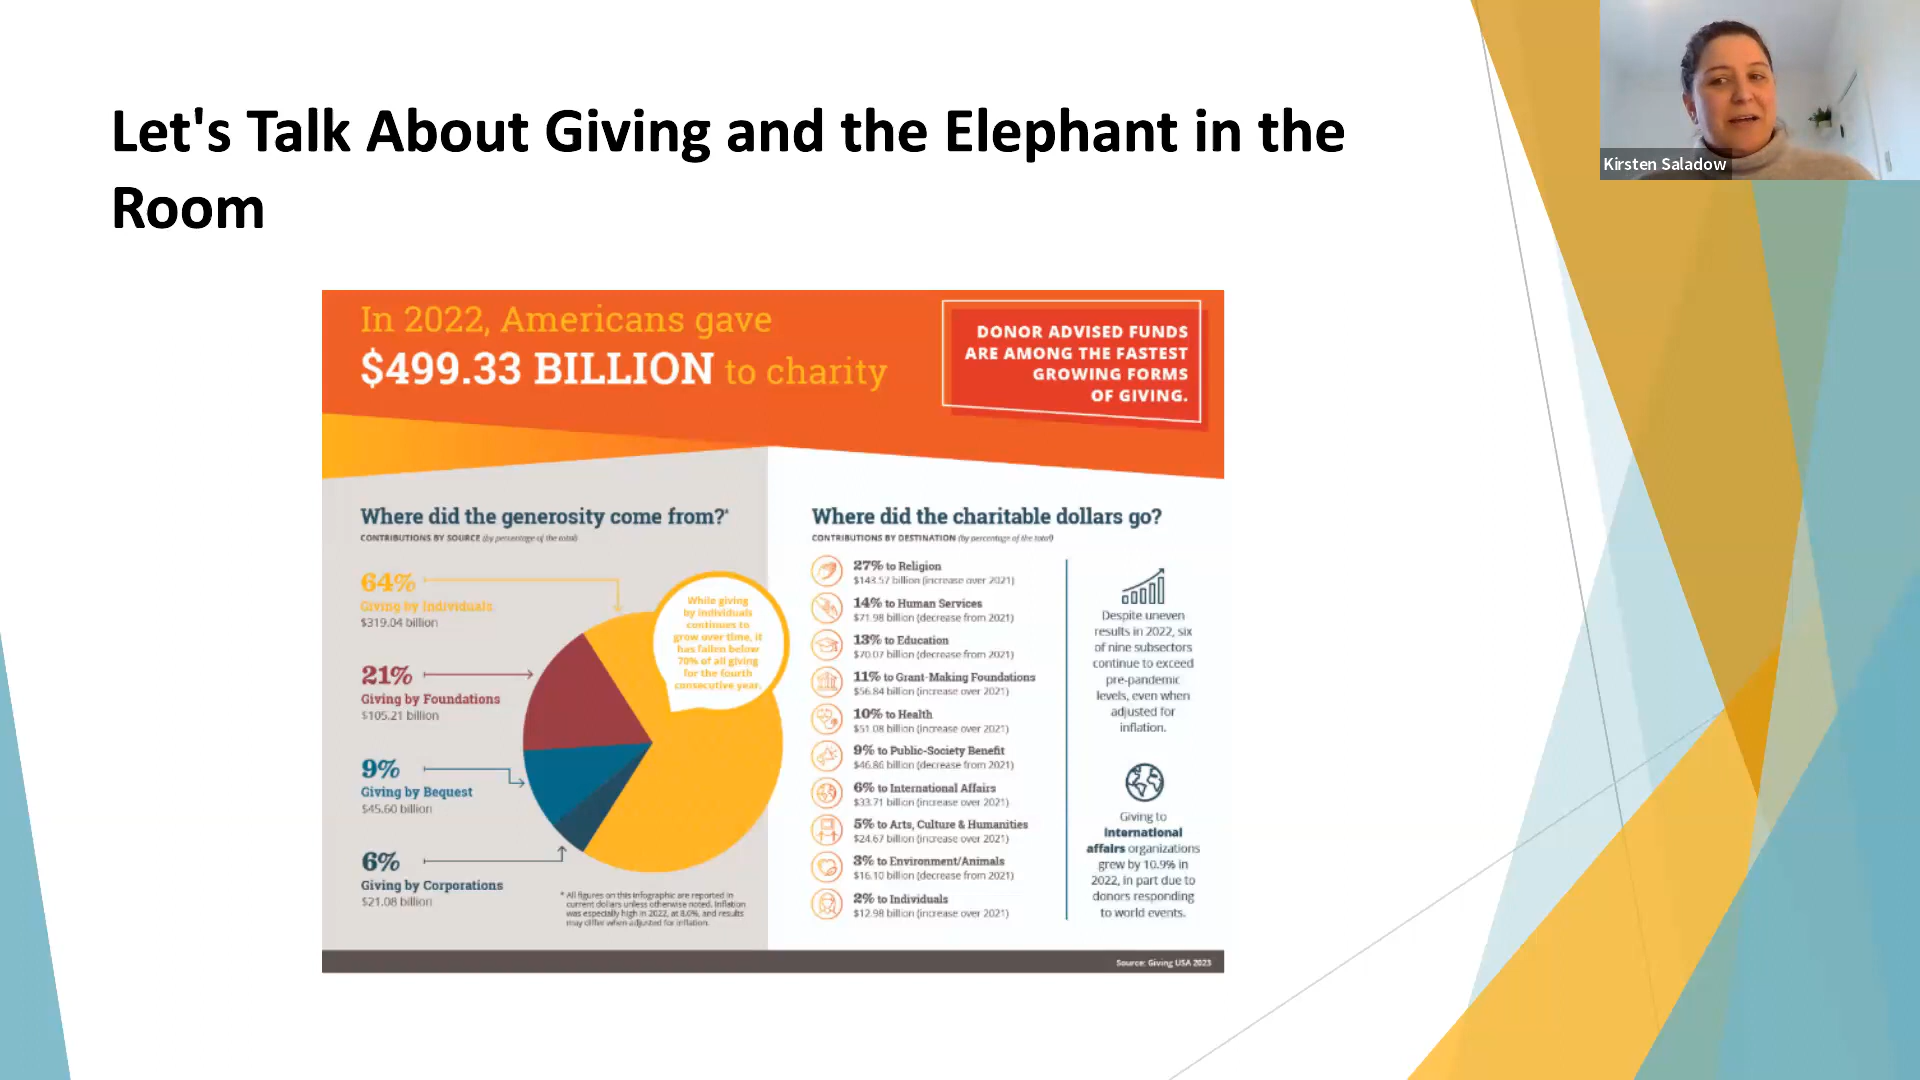 Let's Talk About Giving and the Elephant in the
Room
Kirsten Saladow
In 2022, Americans gave
$499.33 BILLION to charity
DONOR ADVISED FUNDS
ARE AMONG THE FASTEST
GROWING FORMS
OF GIVING.
Where did the generosity come from?*
CONTRIBUTIONS BY SOURCE (by percentage of the total)
64%
Giving by Individuals
$319.04 billion
21%
Giving by Foundations
$105.21 billion
9%
Giving by Bequest
$45.60 billion
6%
Giving by Corporations
$21.08 billion
While giving
by individuals
continues to
grow over time, it
has fallen below
70% of all giving
for the fourth
consecutive year.
* All figures on this infographic are reported in
current dollars unless otherwise noted. Inflation
was especially high in 2022, at 8.0%, and results
may differ when adjusted for inflation.
Where did the charitable dollars go?
CONTRIBUTIONS BY DESTINATION (by percentage of the total)
27% to Religion
$143.57 billion (increase over 2021)
14% to Human Services
$71.98 billion (decrease from 2021)
13% to Education
$70.07 billion (decrease from 2021)
11% to Grant-Making Foundations
$56.84 billion (increase over 2021)
10% to Health
$51.08 billion (increase over 2021)
9% to Public-Society Benefit
$46.86 billion (decrease from 2021)
6% to International Affairs
$33.71 billion (increase over 2021)
5% to Arts, Culture & Humanities
$24.67 billion (increase over 2021)
3% to Environment/Animals
$16.10 billion (decrease from 2021)
2% to Individuals
$12.98 billion (increase over 2021)
Despite uneven
results in 2022, six
of nine subsectors
continue to exceed
pre-pandemic
levels, even when
adjusted for
inflation.
Giving to
international
affairs organizations
grew by 10.9% in
2022, in part due to
donors responding
to world events.
Source: Giving USA 2023